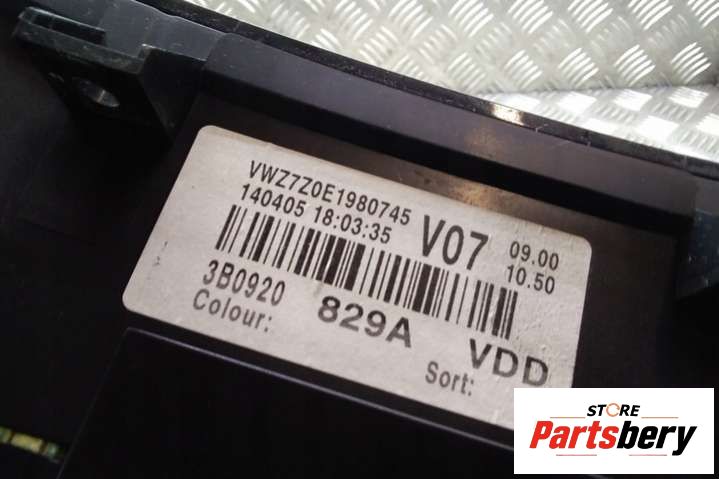 VWZ7Z0E1980745
140405 18:03:35
V07
09.00
10.50
3B0920
829A
VDD
Colour:
Sort:
STORE
Partsbery